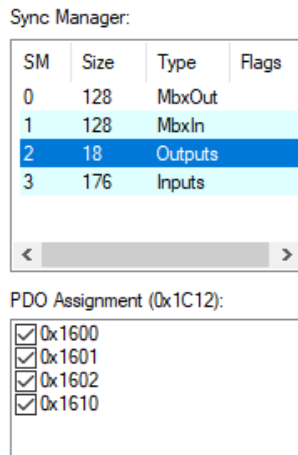 Sync Manager:
SM Size Type Flags
0 128 MbxOut
1 128 MbxIn
2 18 Outputs
3 176 Inputs
PDO Assignment (0x1C12):
0x1600
0x1601
0x1602
0x1610